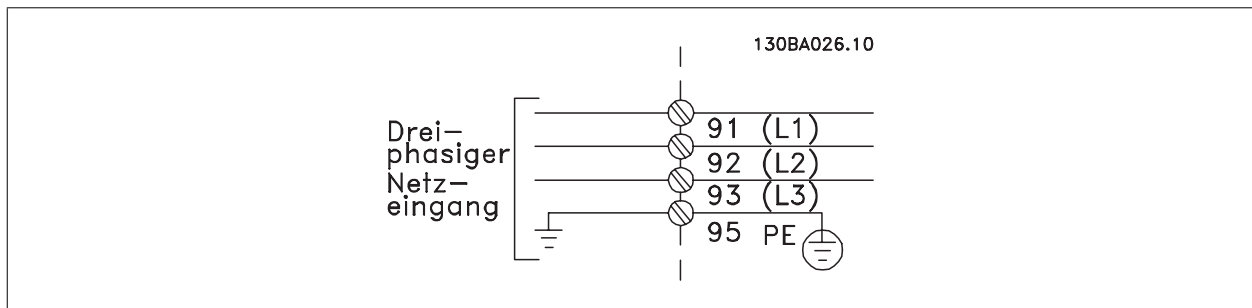 130BA026.10
Drei-
phasiger
Netz-
eingang
91 (L1)
92 (L2)
93 (L3)
95 PE